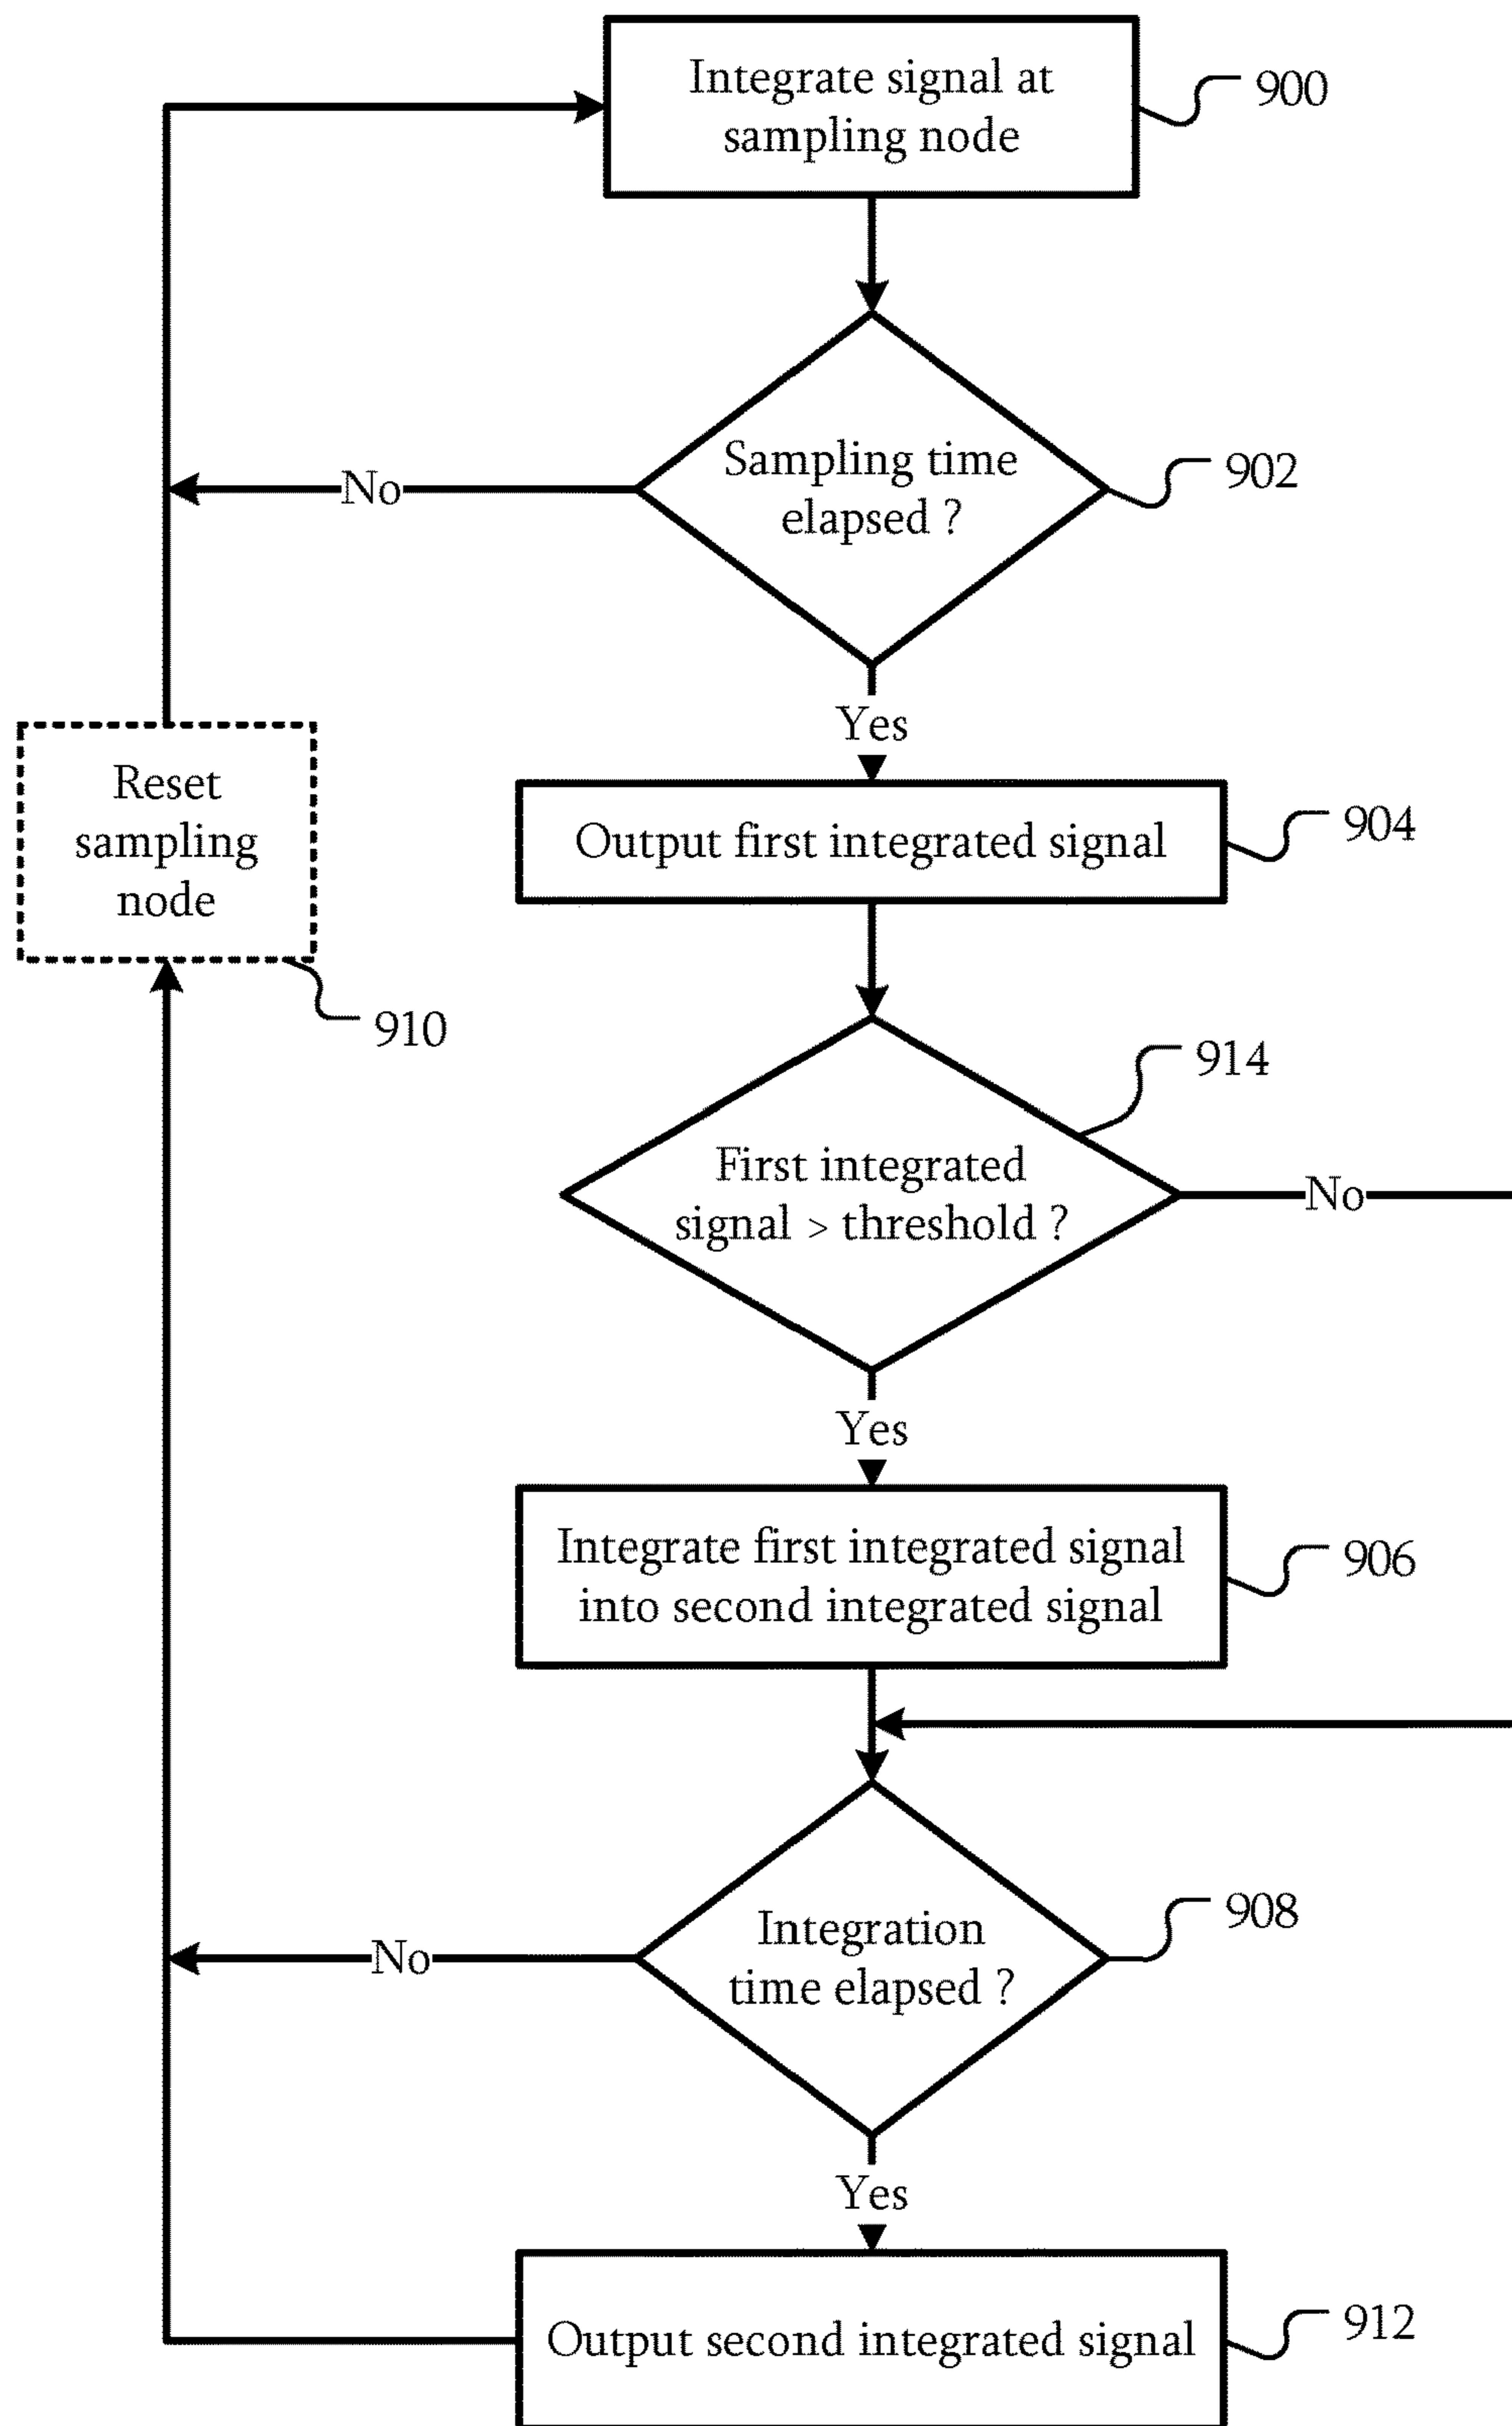 Integrate signal at
sampling node
900
Sampling time
elapsed ?
902
No
Yes
Reset
sampling
node
910
Output first integrated signal
904
First integrated
signal > threshold ?
914
No
Yes
Integrate first integrated signal
into second integrated signal
906
Integration
time elapsed ?
908
No
Yes
Output second integrated signal
912